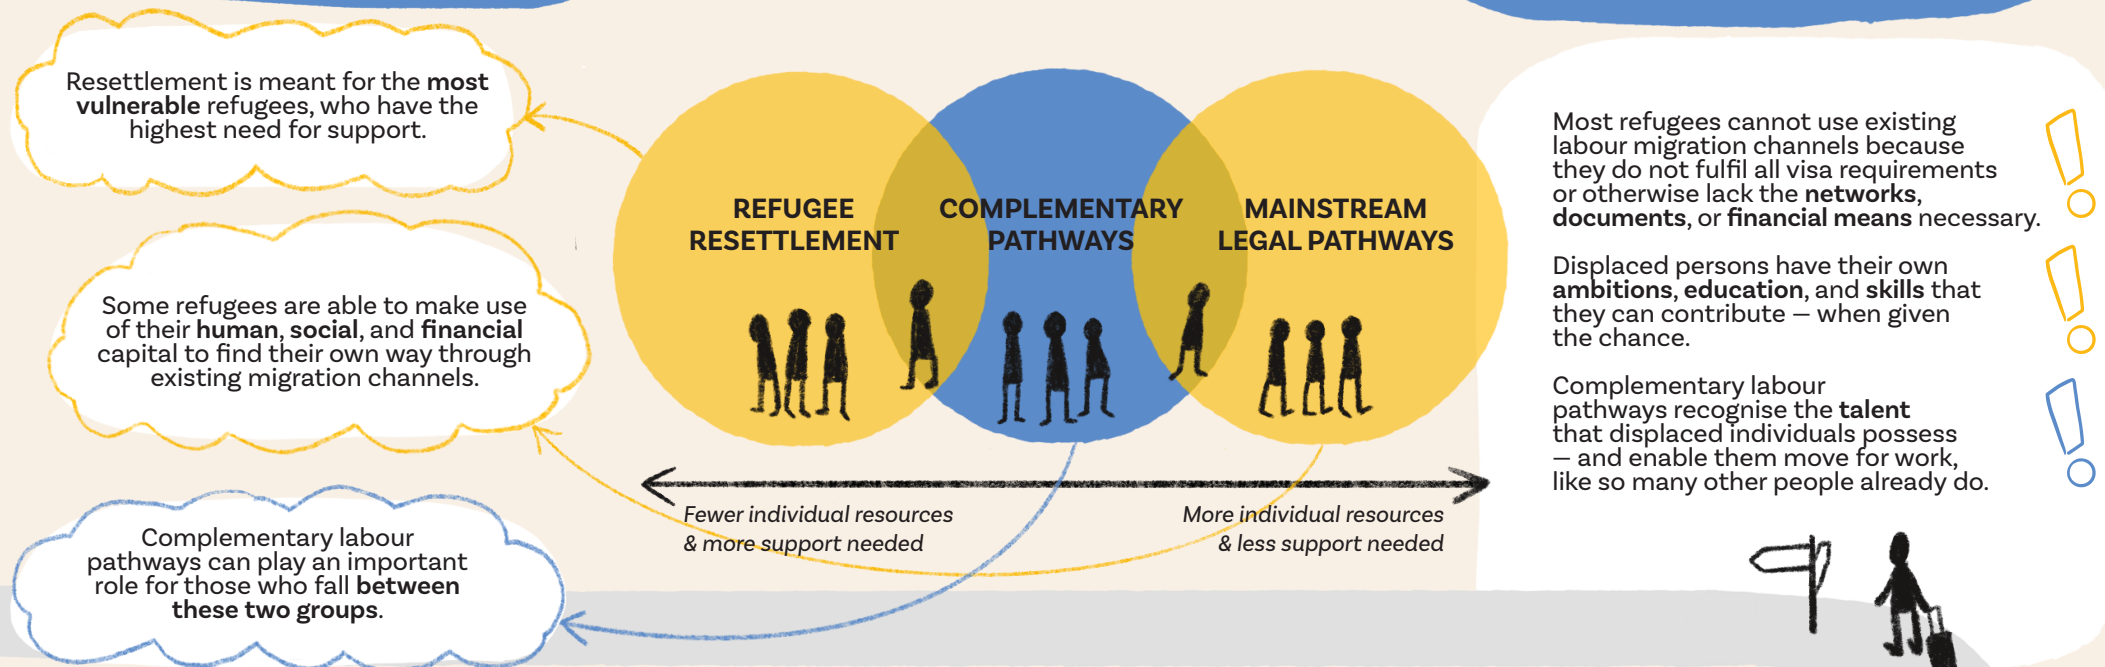 Resettlement is meant for the most
vulnerable refugees, who have the
highest need for support.
Some refugees are able to make use
of their human, social, and financial
capital to find their own way through
existing migration channels.
Complementary labour
pathways can play an important
role for those who fall between
these two groups.
REFUGEE
RESETTLEMENT
COMPLEMENTARY
PATHWAYS
MAINSTREAM
LEGAL PATHWAYS
Fewer individual resources
& more support needed
More individual resources
& less support needed
Most refugees cannot use existing
labour migration channels because
they do not fulfil all visa requirements
or otherwise lack the networks,
documents, or financial means necessary.
Displaced persons have their own
ambitions, education, and skills that
they can contribute — when given
the chance.
Complementary labour
pathways recognise the talent
that displaced individuals possess
— and enable them move for work,
like so many other people already do.